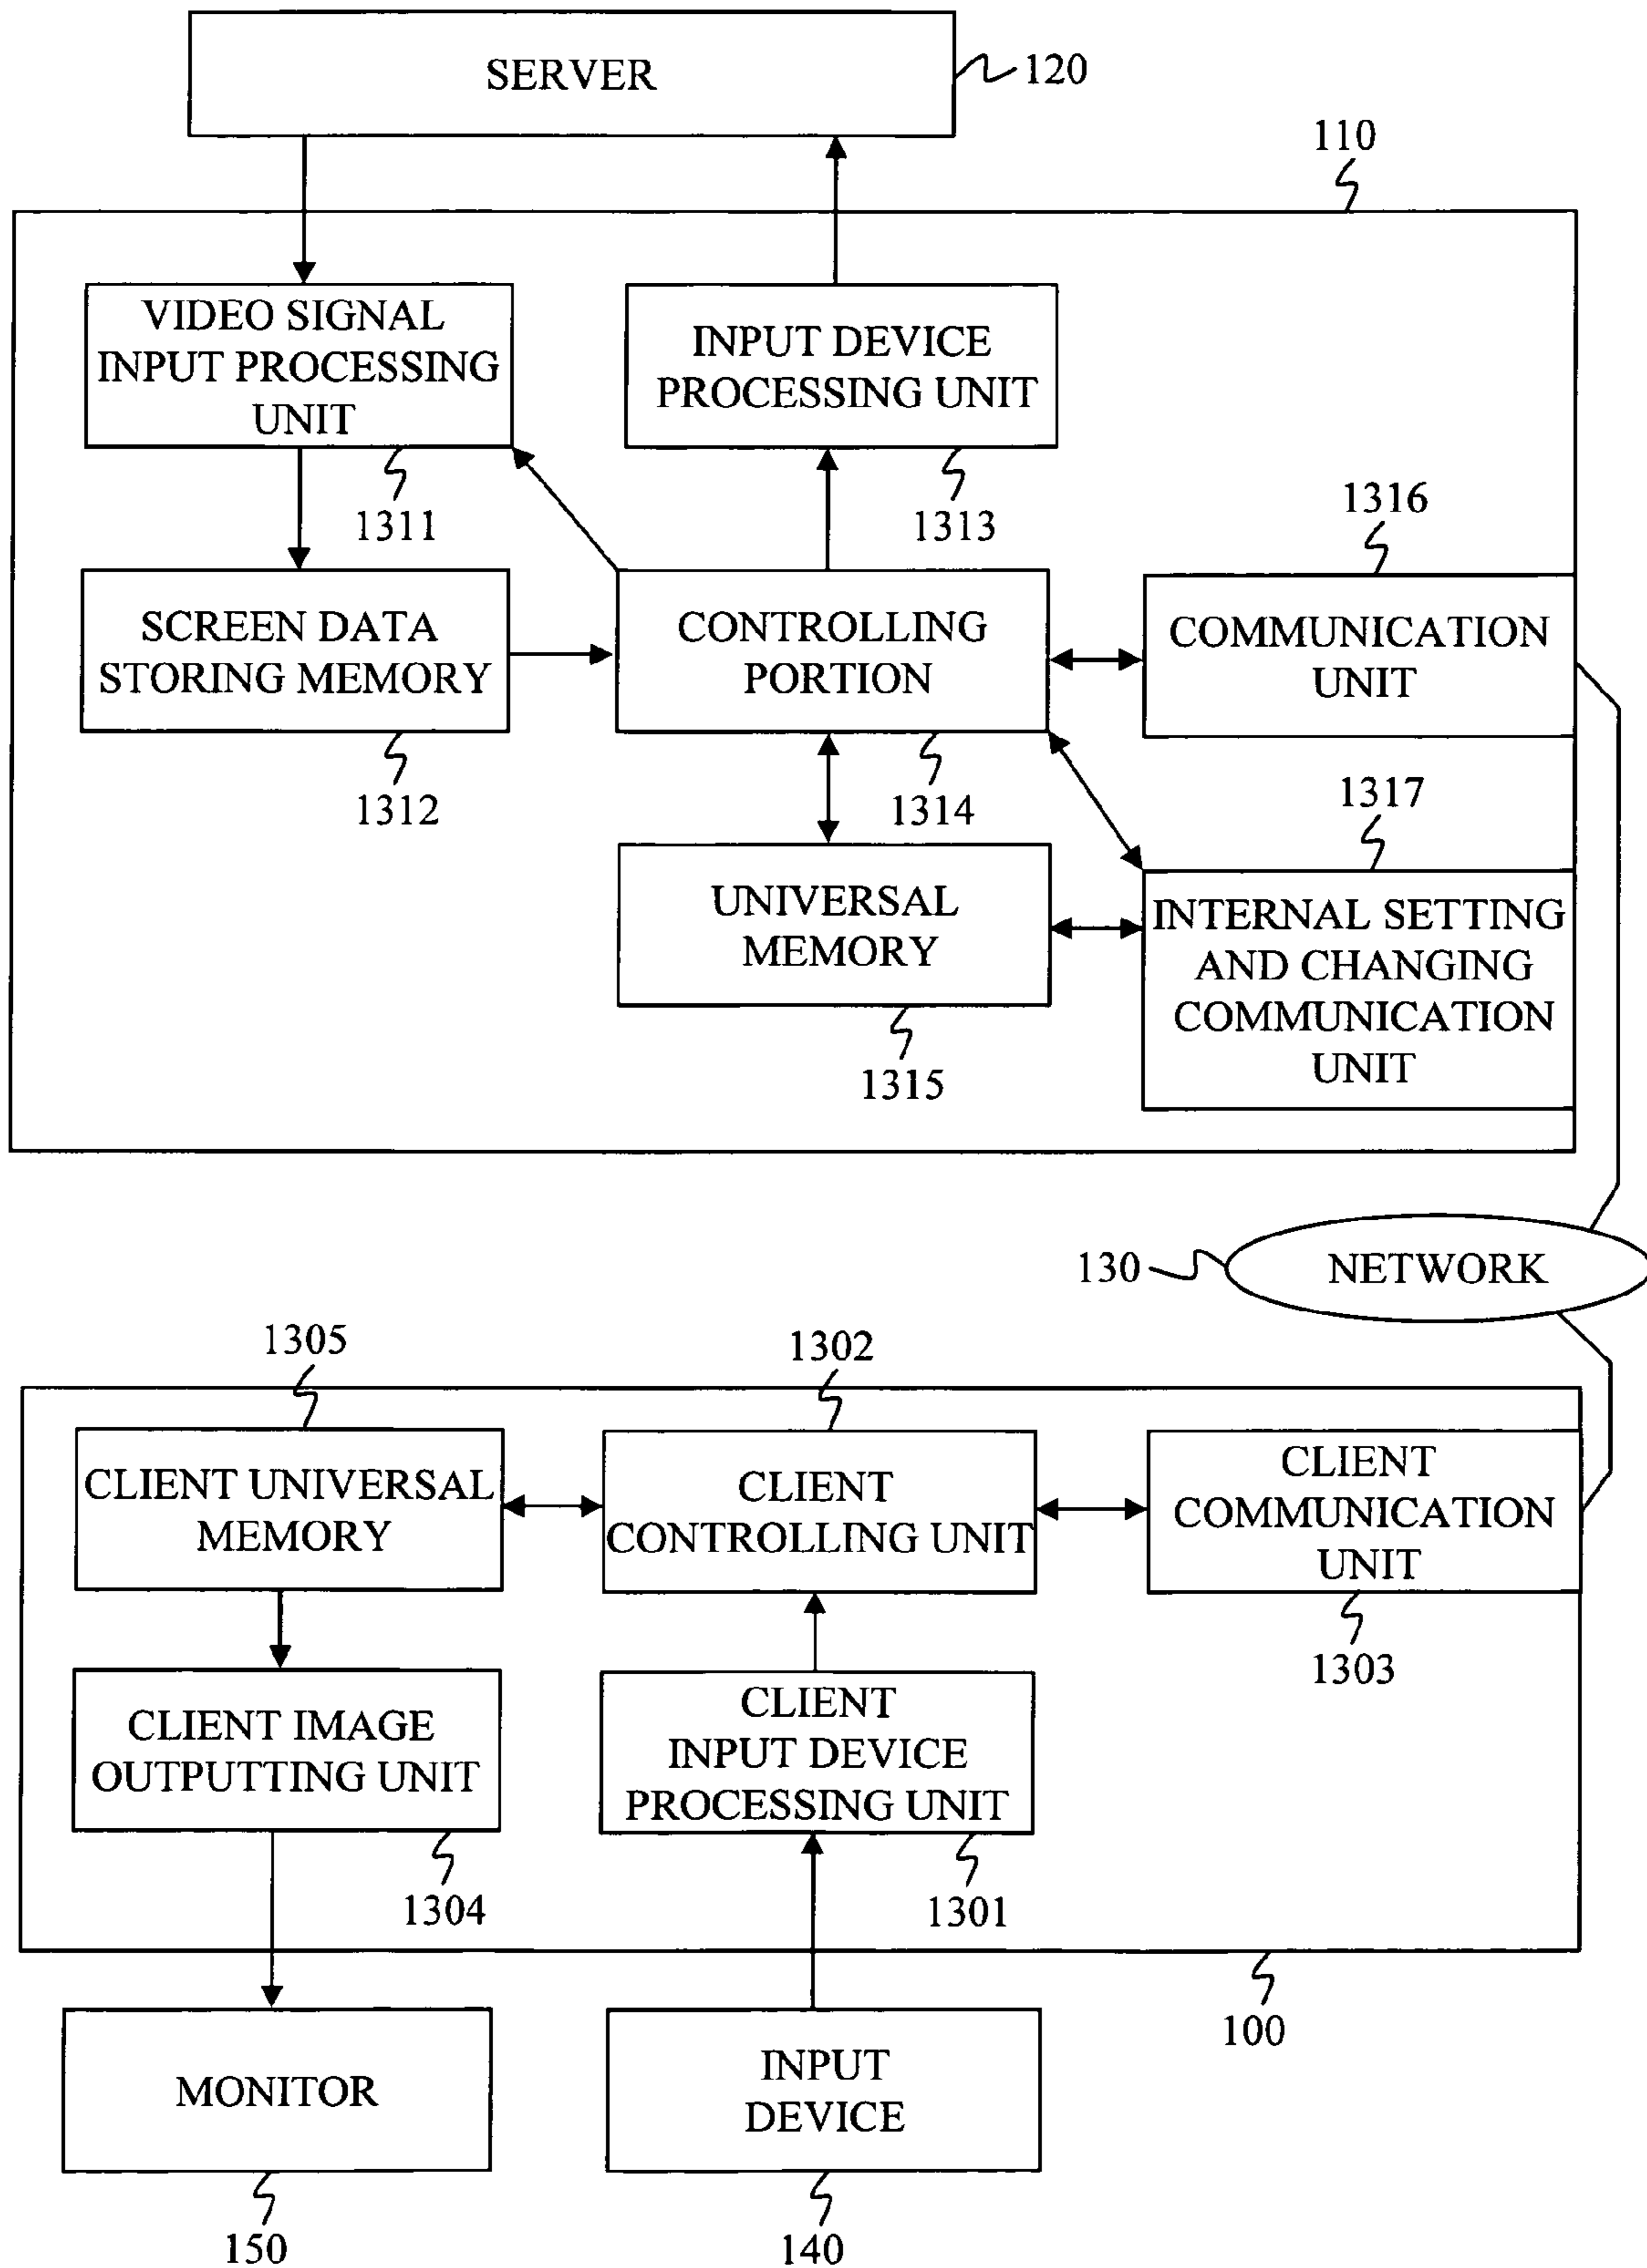 SERVER
120
110
VIDEO SIGNAL
INPUT PROCESSING
UNIT
1311
INPUT DEVICE
PROCESSING UNIT
1313
1316
SCREEN DATA
STORING MEMORY
1312
CONTROLLING
PORTION
1314
COMMUNICATION
UNIT
1317
UNIVERSAL
MEMORY
1315
INTERNAL SETTING
AND CHANGING
COMMUNICATION
UNIT
130
NETWORK
1305
1302
CLIENT UNIVERSAL
MEMORY
CLIENT
CONTROLLING UNIT
CLIENT
COMMUNICATION
UNIT
1303
CLIENT IMAGE
OUTPUTTING UNIT
1304
CLIENT
INPUT DEVICE
PROCESSING UNIT
1301
100
MONITOR
150
INPUT
DEVICE
140